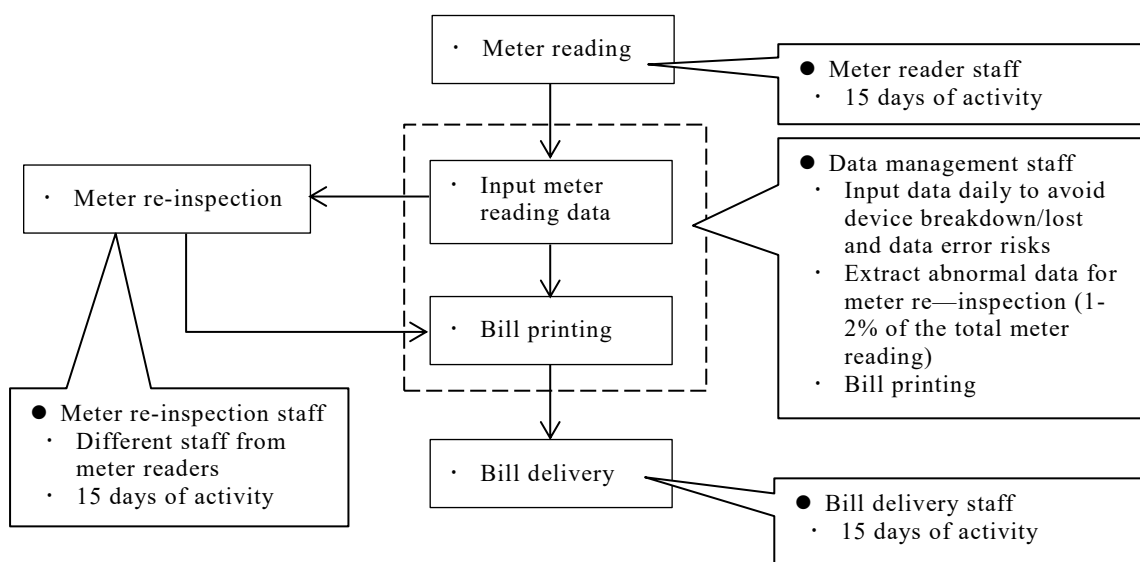 · Meter reading
● Meter reader staff
· 15 days of activity
· Meter re-inspection
· Input meter
reading data
● Data management staff
· Input data daily to avoid
device breakdown/lost
and data error risks
· Extract abnormal data for
meter re—inspection (1-
2% of the total meter
reading)
· Bill printing
· Bill printing
● Meter re-inspection staff
· Different staff from
meter readers
· 15 days of activity
· Bill delivery
● Bill delivery staff
· 15 days of activity